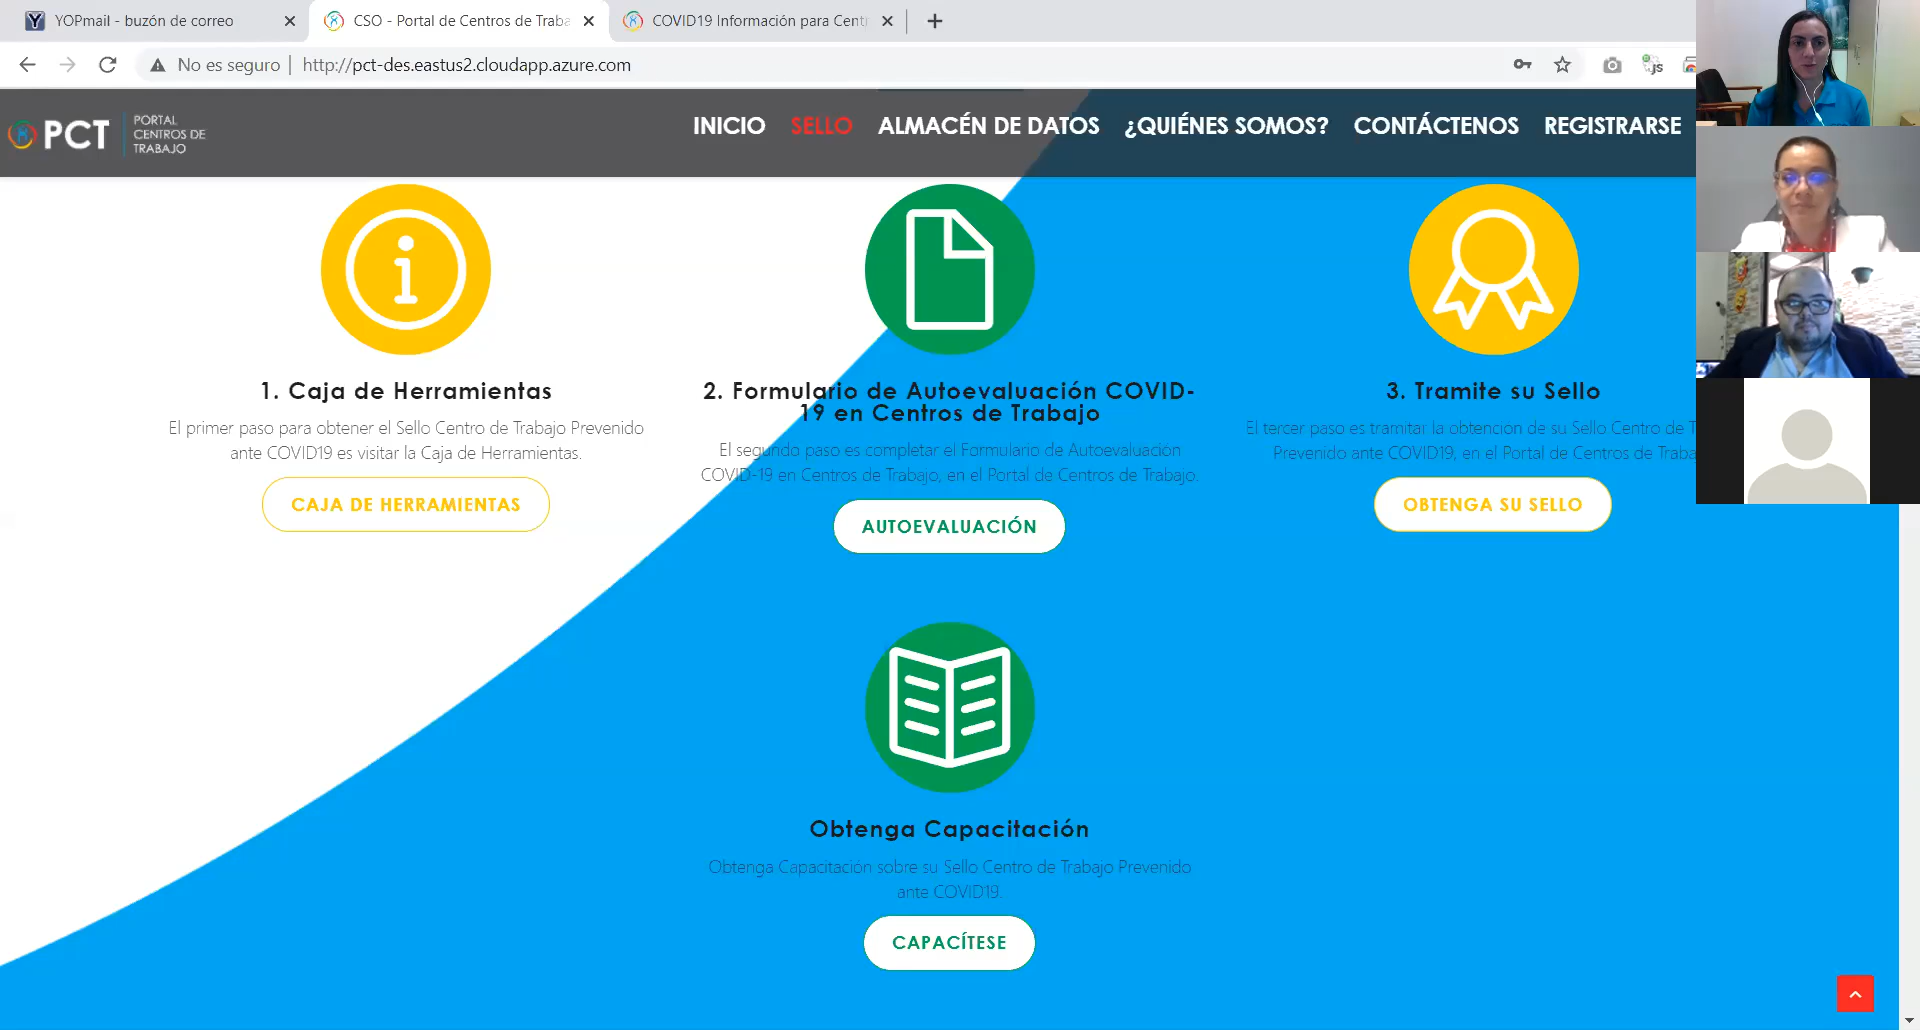 YOPmail - buzón de correo
CSO - Portal de Centros de Traba
COVID19 Información para Centr
No es seguro
http://pct-des.eastus2.cloudapp.azure.com
PCT
PORTAL
CENTROS DE
TRABAJO
INICIO
SELLO
ALMACÉN DE DATOS
¿QUIÉNES SOMOS?
CONTÁCTENOS
REGISTRARSE
1. Caja de Herramientas
El primer paso para obtener el Sello Centro de Trabajo Prevenido
ante COVID19 es visitar la Caja de Herramientas.
CAJA DE HERRAMIENTAS
2. Formulario de Autoevaluación COVID-
19 en Centros de Trabajo
El segundo paso es completar el Formulario de Autoevaluación
COVID-19 en Centros de Trabajo, en el Portal de Centros de Trabajo.
AUTOEVALUACIÓN
3. Tramite su Sello
El tercer paso es tramitar la obtención de su Sello Centro de T
Prevenido ante COVID19, en el Portal de Centros de Traba
OBTENGA SU SELLO
Obtenga Capacitación
Obtenga Capacitación sobre su Sello Centro de Trabajo Prevenido
ante COVID19.
CAPACÍTESE